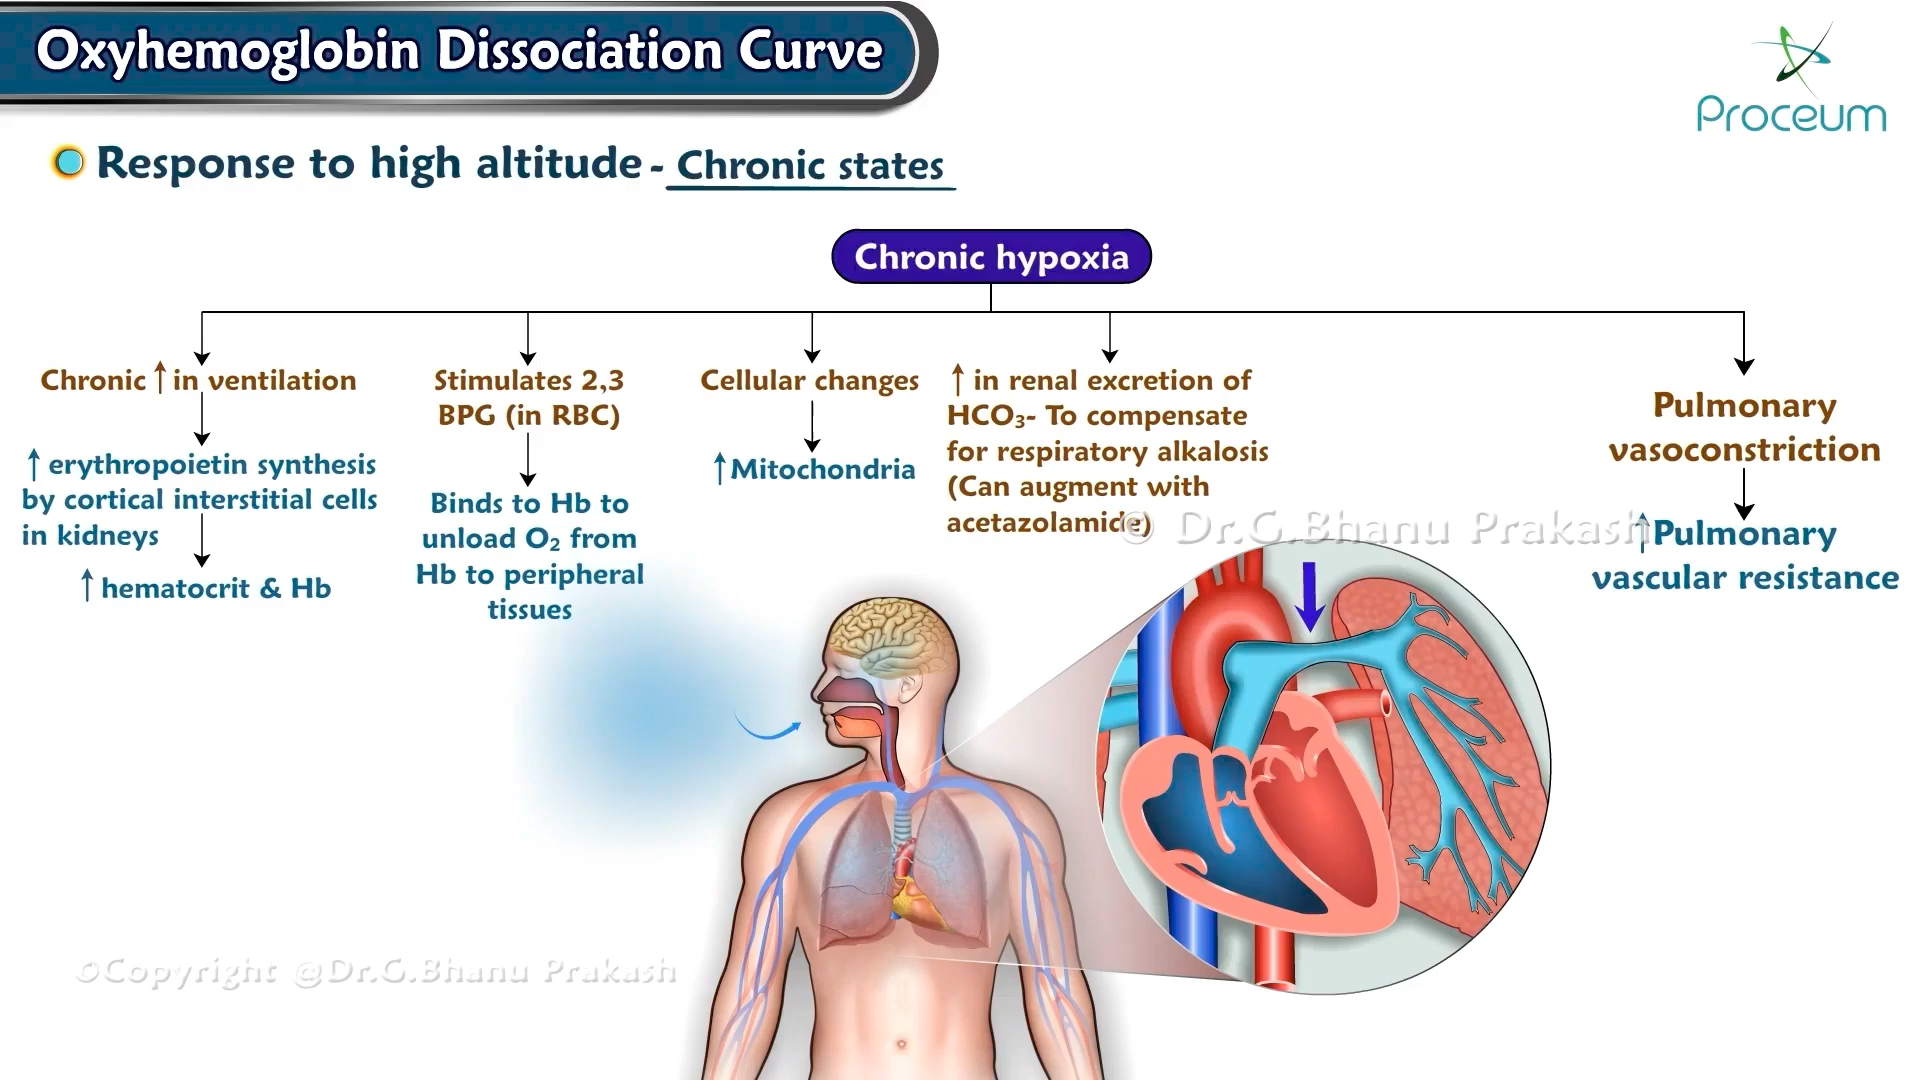 Oxyhemoglobin Dissociation Curve
Proceum
Response to high altitude - Chronic states
Chronic hypoxia
Chronic ↑ in ventilation
↑ erythropoietin synthesis
by cortical interstitial cells
in kidneys
↑ hematocrit & Hb
Stimulates 2,3
BPG (in RBC)
Binds to Hb to
unload O₂ from
Hb to peripheral
tissues
Cellular changes
↑ Mitochondria
↑ in renal excretion of
HCO₃- To compensate
for respiratory alkalosis
(Can augment with
acetazolamide)
Pulmonary
vasoconstriction
↑ Pulmonary
vascular resistance
© Dr.G.Bhanu Prakash
©Copyright @Dr.G.Bhanu Prakash